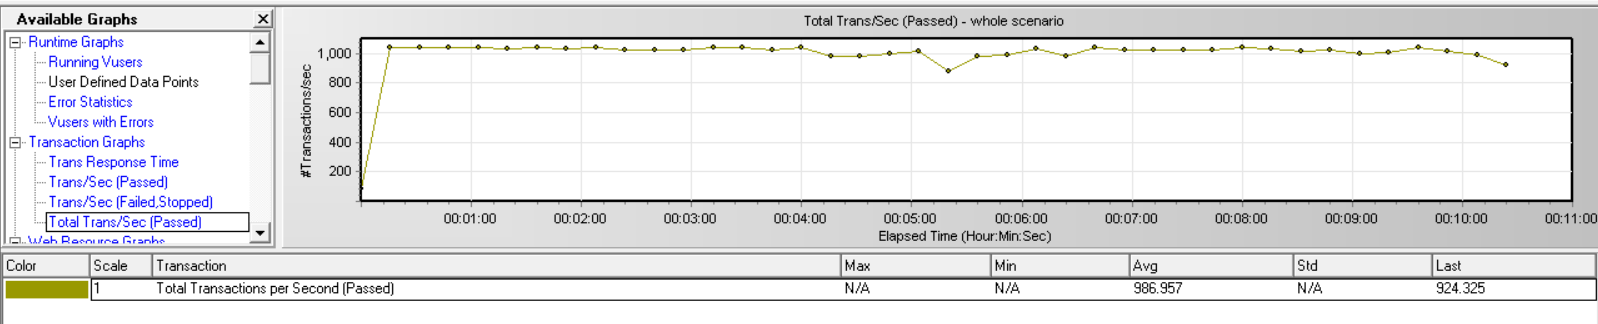 Available Graphs
Runtime Graphs
Running Vusers
User Defined Data Points
Error Statistics
Vusers with Errors
Transaction Graphs
Trans Response Time
Trans/Sec (Passed)
Trans/Sec (Failed,Stopped)
Total Trans/Sec (Passed)
Web Resource Graphs
Total Trans/Sec (Passed) - whole scenario
#Transactions/sec
1,000
800
600
400
200
00:01:00 00:02:00 00:03:00 00:04:00 00:05:00 00:06:00 00:07:00 00:08:00 00:09:00 00:10:00 00:11:00
Elapsed Time (Hour:Min:Sec)
Color Scale Transaction Max Min Avg Std Last
1 Total Transactions per Second (Passed) N/A N/A 986.957 N/A 924.325